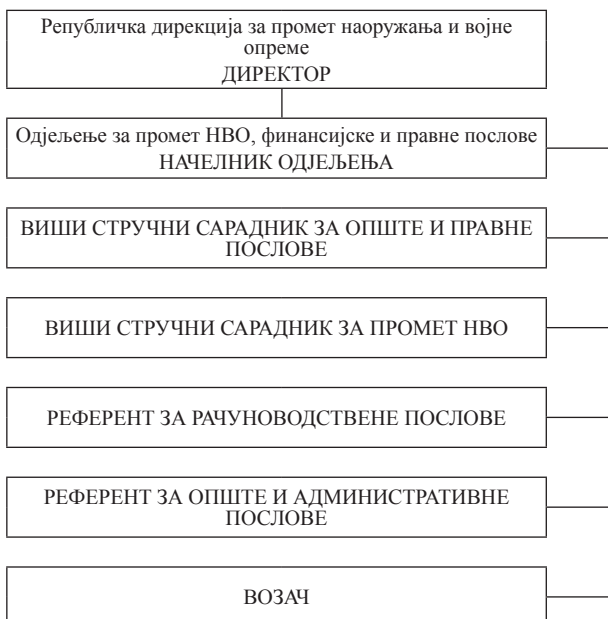 Републичка дирекција за промет наоружања и војне
опреме
ДИРЕКТОР
Одјељење за промет НВО, финансијске и правне послове
НАЧЕЛНИК ОДЈЕЉЕЊА
ВИШИ СТРУЧНИ САРАДНИК ЗА ОПШТЕ И ПРАВНЕ
ПОСЛОВЕ
ВИШИ СТРУЧНИ САРАДНИК ЗА ПРОМЕТ НВО
РЕФЕРЕНТ ЗА РАЧУНОВОДСТВЕНЕ ПОСЛОВЕ
РЕФЕРЕНТ ЗА ОПШТЕ И АДМИНИСТРАТИВНЕ
ПОСЛОВЕ
ВОЗАЧ